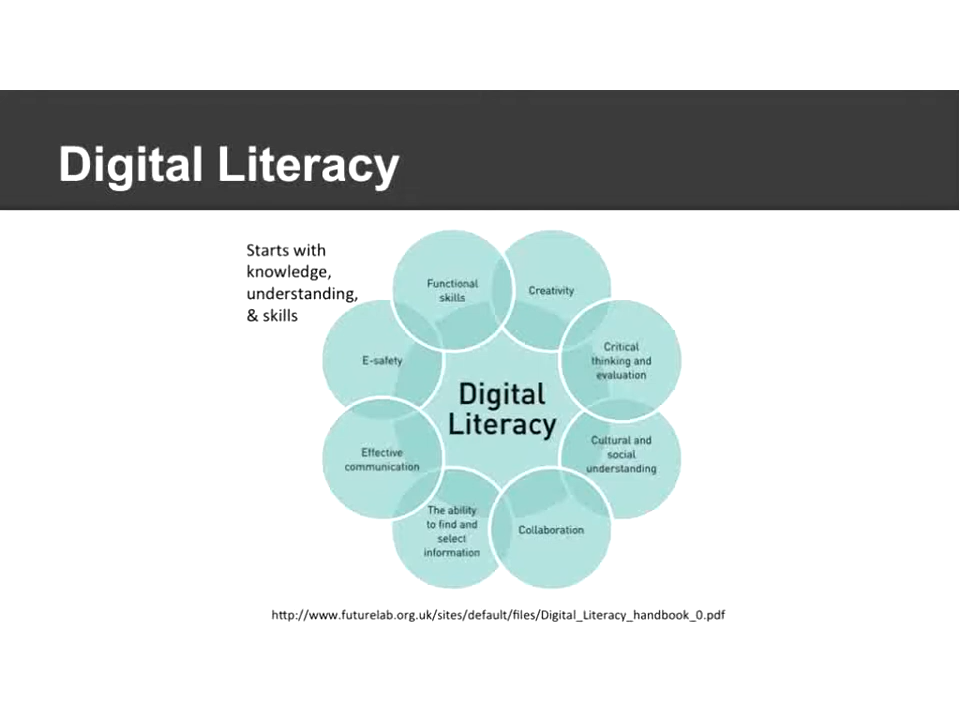 Digital Literacy
Starts with
knowledge,
understanding,
& skills
Functional
skills
Creativity
Critical
thinking and
evaluation
Cultural and
social
understanding
Collaboration
The ability
to find and
select
information
Effective
communication
E-safety
Digital
Literacy
http://www.futurelab.org.uk/sites/default/files/Digital_Literacy_handbook_0.pdf